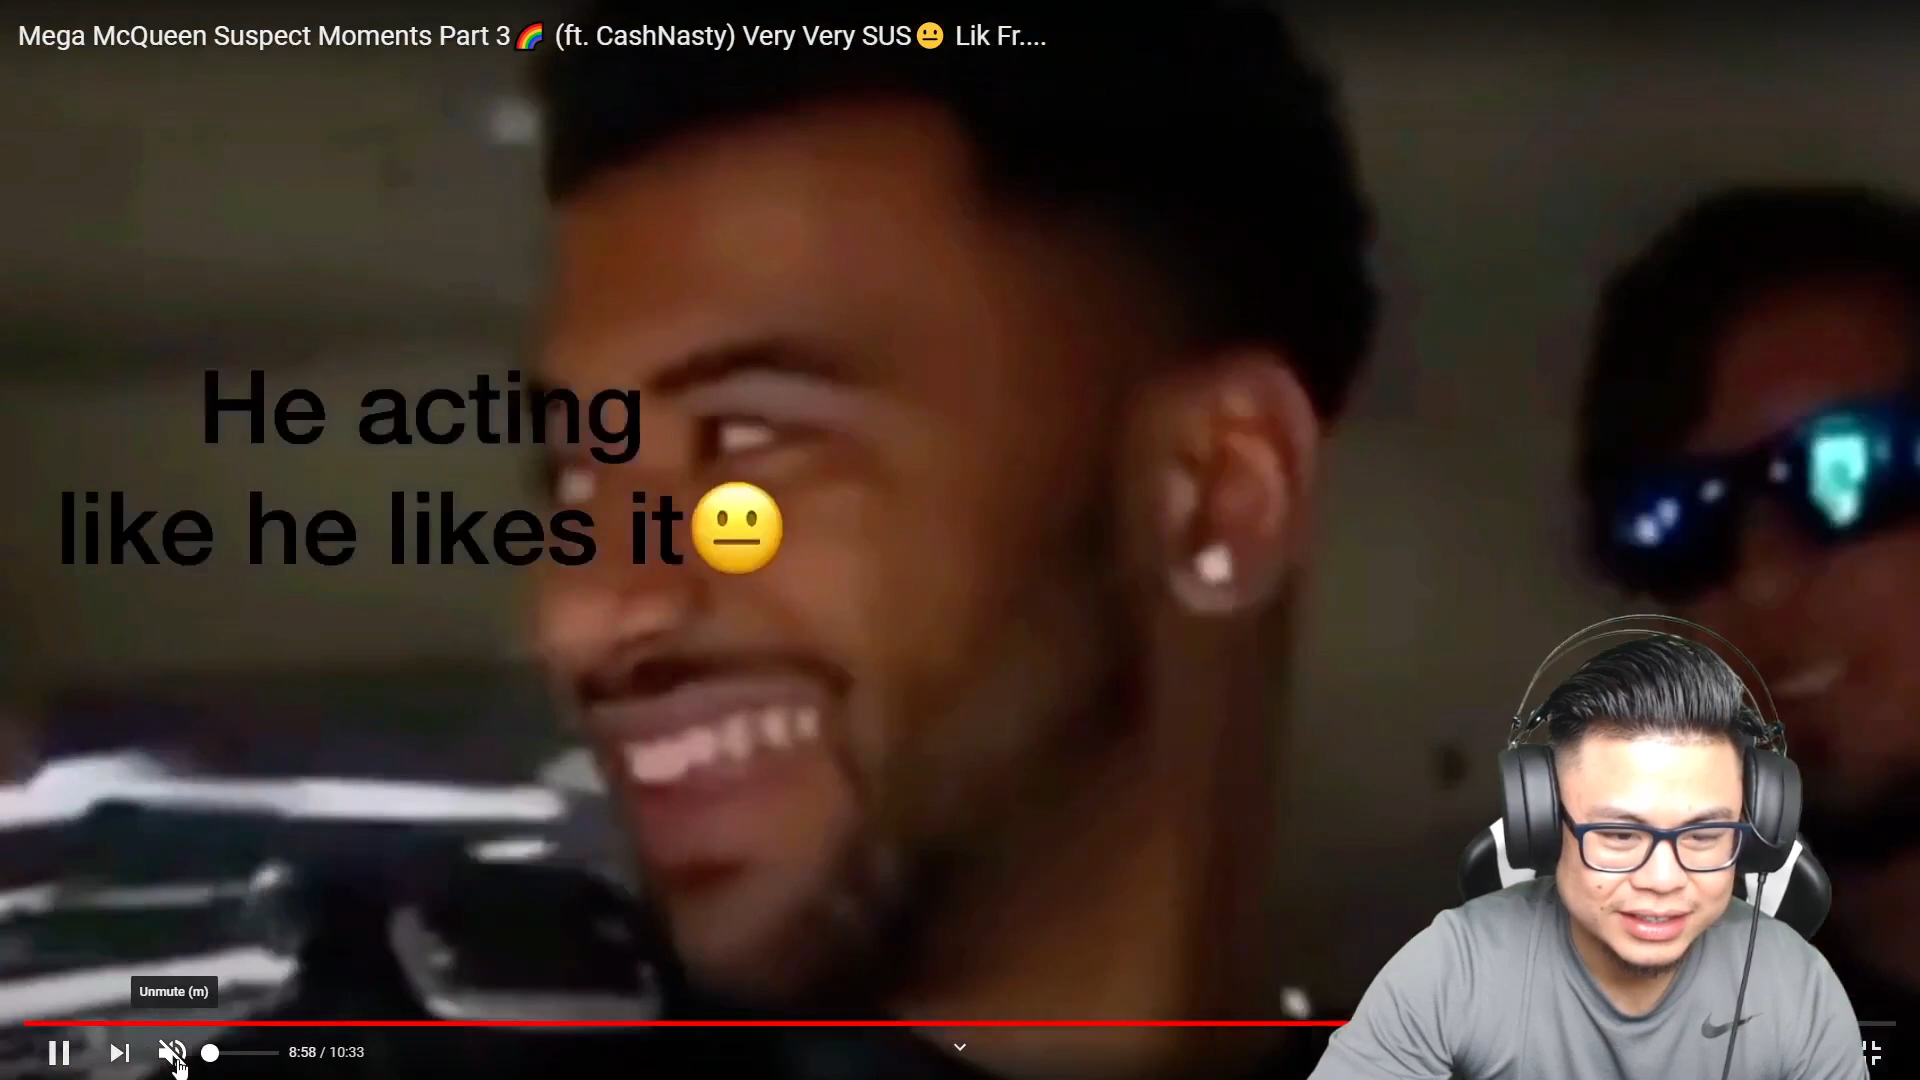 Mega McQueen Suspect Moments Part 3🌈 (ft. CashNasty) Very Very SUS😐 Lik Fr....
He acting
like he likes it😐
Unmute (m)
8:58 / 10:33